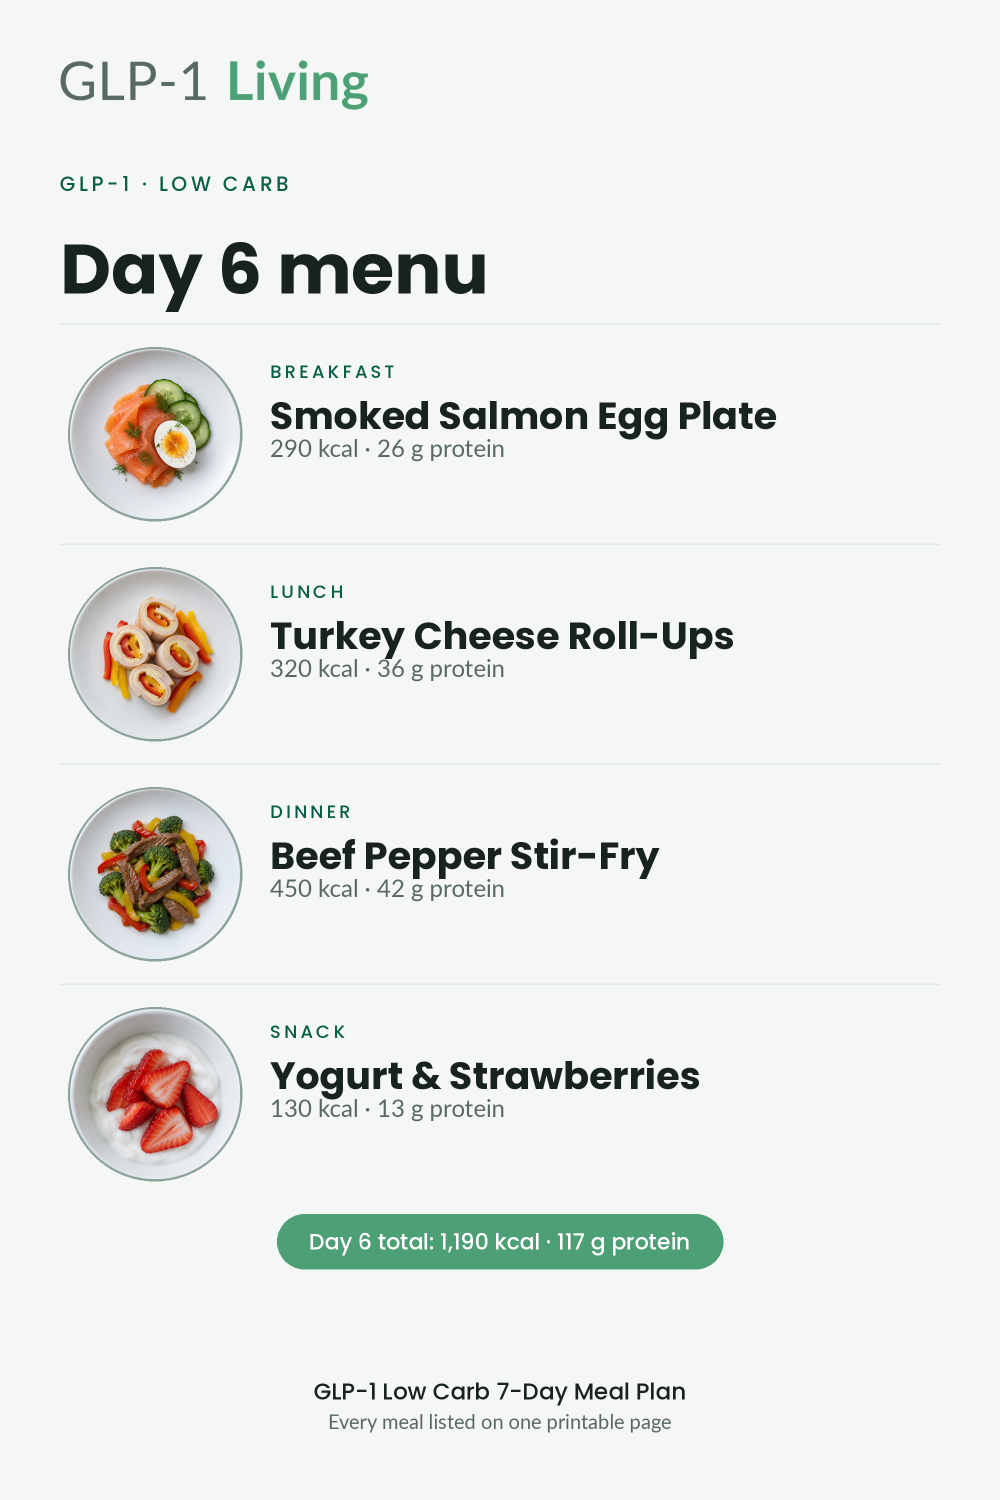 GLP-1 Living
GLP-1 · LOW CARB
Day 6 menu
BREAKFAST
Smoked Salmon Egg Plate
290 kcal · 26 g protein
LUNCH
Turkey Cheese Roll-Ups
320 kcal · 36 g protein
DINNER
Beef Pepper Stir-Fry
450 kcal · 42 g protein
SNACK
Yogurt & Strawberries
130 kcal · 13 g protein
Day 6 total: 1,190 kcal · 117 g protein
GLP-1 Low Carb 7-Day Meal Plan
Every meal listed on one printable page